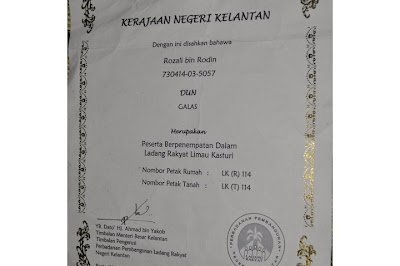 KERAJAAN NEGERI KELANTAN
Dengan ini disahkan bahawa
Rozali bin Rodin
730414-03-5057
DUN
GALAS
Merupakan
Peserta Berpenempatan Dalam
Ladang Rakyat Limau Kasturi
Nombor Petak Rumah : LK (R) 114
Nombor Petak Tanah : LK (T) 114
YB. Dato' Hj. Ahmad bin Yakob
Timbalan Menteri Besar Kelantan
Timbalan Pengerusi
Perbadanan Pembangunan Ladang Rakyat
Negeri Kelantan
PERBADANAN PEMBANGUNAN